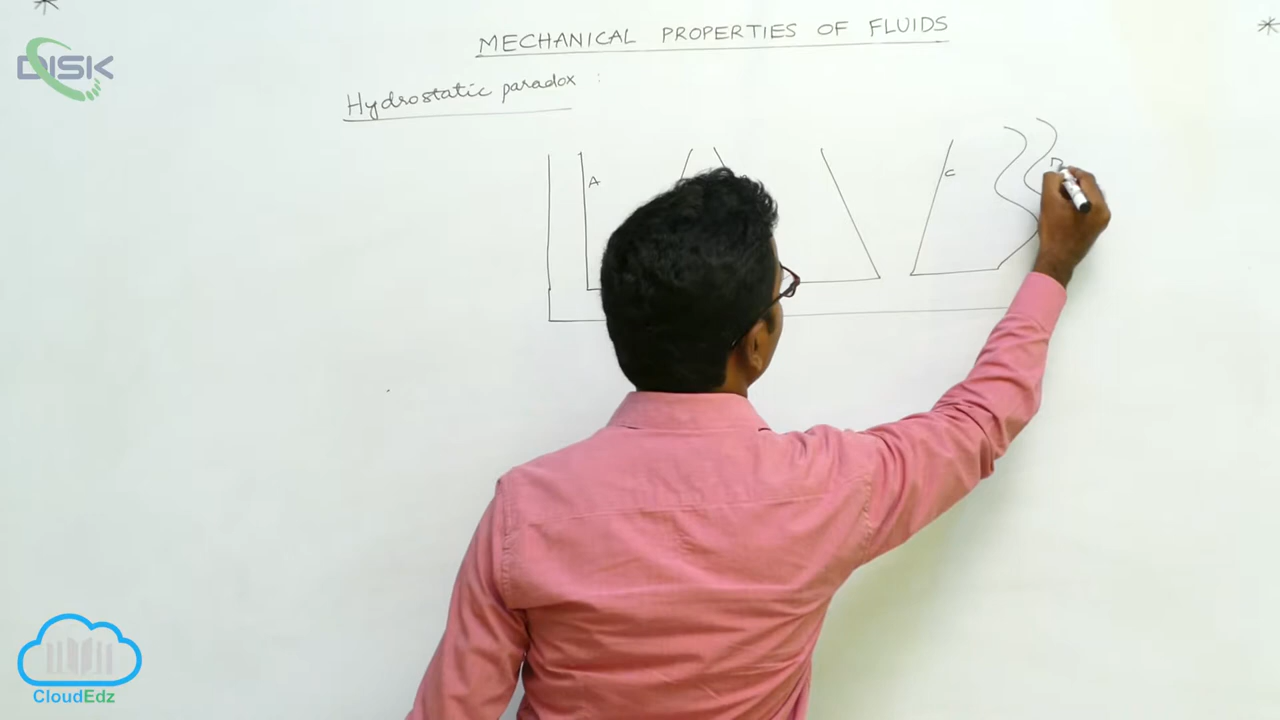 MECHANICAL PROPERTIES OF FLUIDS
DISK
Hydrostatic paradox :
A
C
CloudEdz